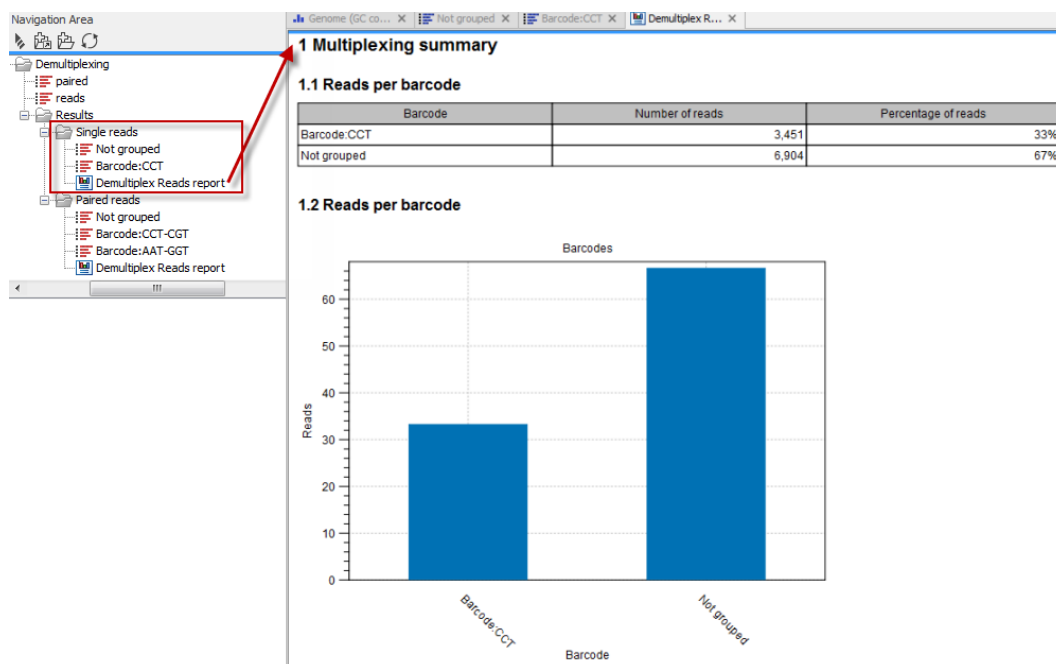 Navigation Area
Demultiplexing
paired
reads
Results
Single reads
Not grouped
Barcode:CCT
Demultiplex Reads report
Paired reads
Not grouped
Barcode:CCT-CGT
Barcode:AAT-GGT
Demultiplex Reads report
Genome (GC co... Not grouped Barcode:CCT Demultiplex R...
1 Multiplexing summary
1.1 Reads per barcode
Barcode Number of reads Percentage of reads
Barcode:CCT 3,451 33%
Not grouped 6,904 67%
1.2 Reads per barcode
Barcodes
60
50
40
30
20
10
0
Reads
Barcode:CCT Not grouped
Barcode